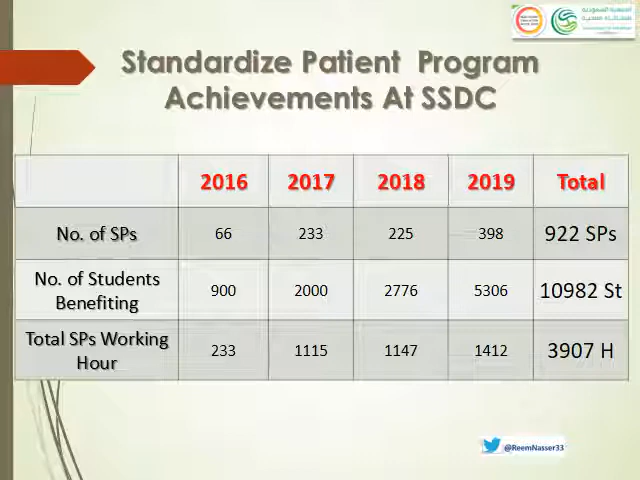 Standardize Patient Program
Achievements At SSDC
2016 2017 2018 2019 Total
No. of SPs 66 233 225 398 922 SPs
No. of Students
Benefiting
900 2000 2776 5306 10982 St
Total SPs Working
Hour
233 1115 1147 1412 3907 H
@ReemNasser33